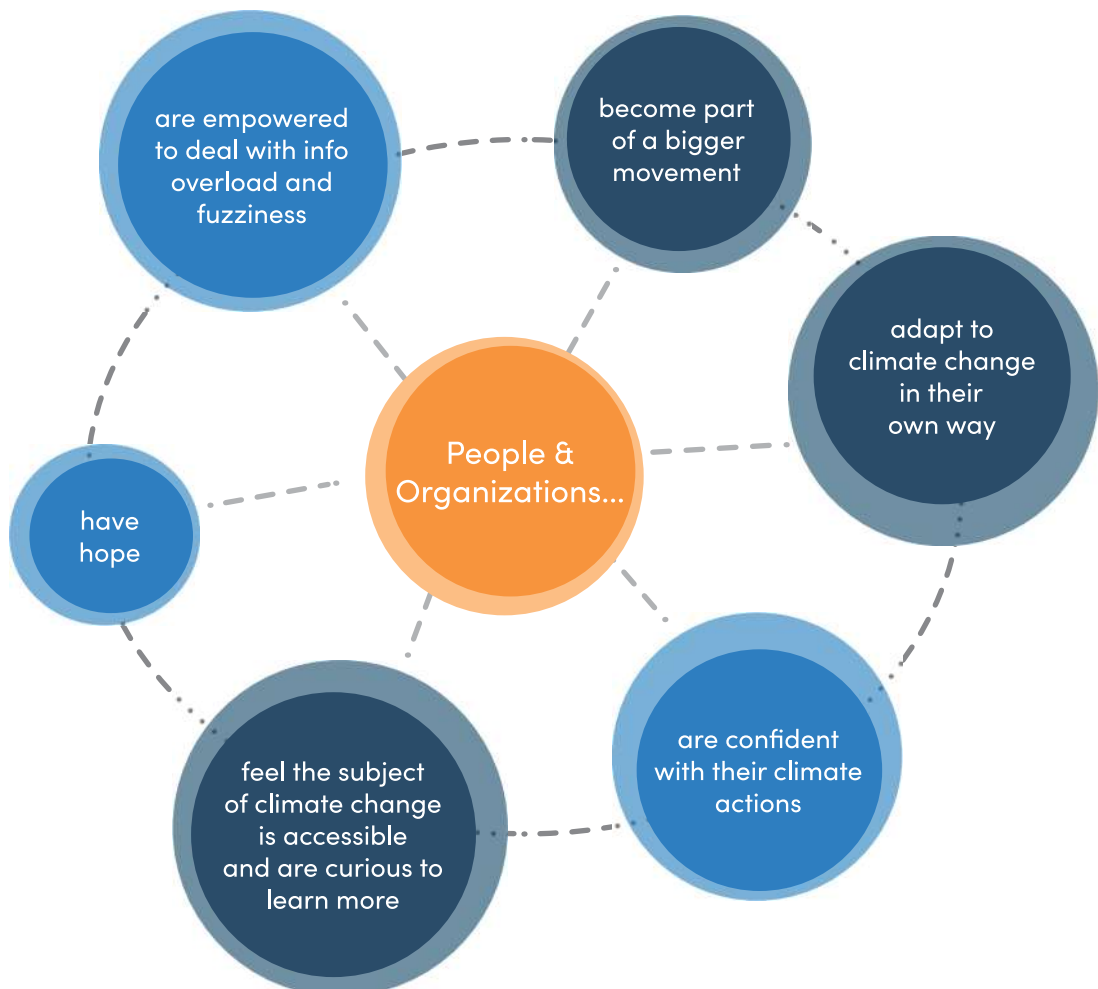 are empowered
to deal with info
overload and
fuzziness
become part
of a bigger
movement
adapt to
climate change
in their
own way
People &
Organizations...
have
hope
are confident
with their climate
actions
feel the subject
of climate change
is accessible
and are curious to
learn more